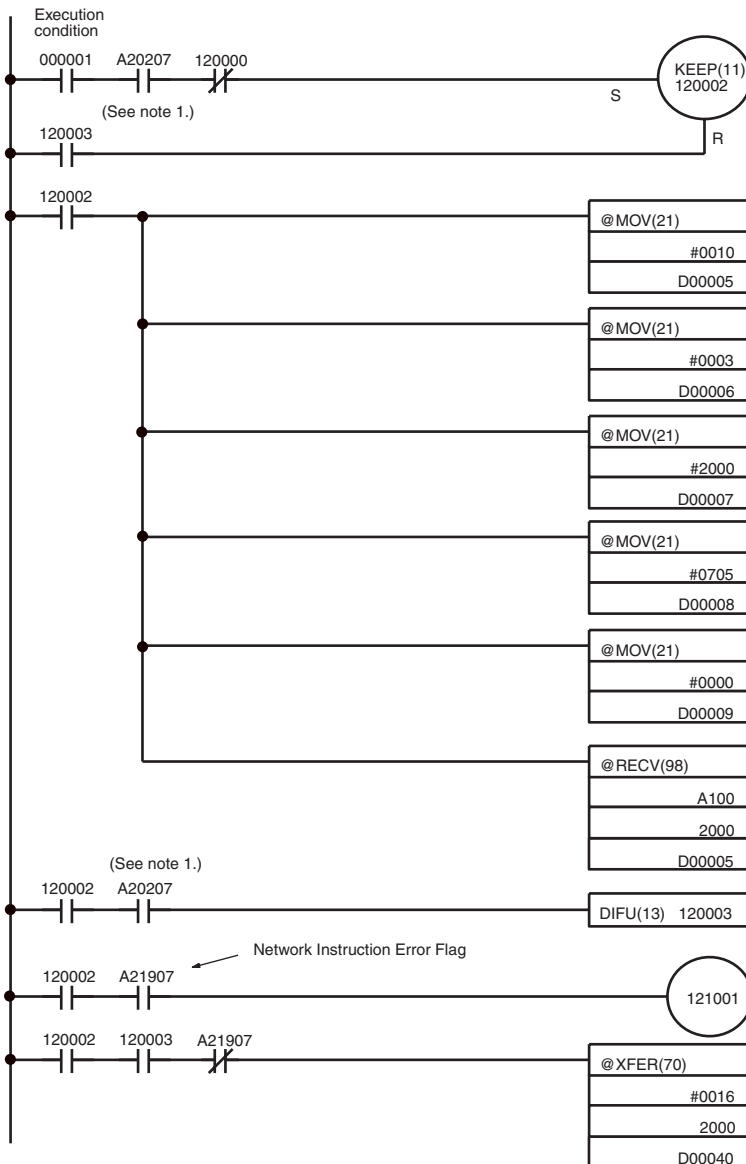 Execution
condition
000001 A20207 120000
KEEP(11)
120002
S
(See note 1.)
R
120003
120002
@MOV(21)
#0010
D00005
@MOV(21)
#0003
D00006
@MOV(21)
#2000
D00007
@MOV(21)
#0705
D00008
@MOV(21)
#0000
D00009
@RECV(98)
A100
2000
D00005
(See note 1.)
120002 A20207
DIFU(13) 120003
Network Instruction Error Flag
120002 A21907
121001
120002 120003 A21907
@XFER(70)
#0016
2000
D00040